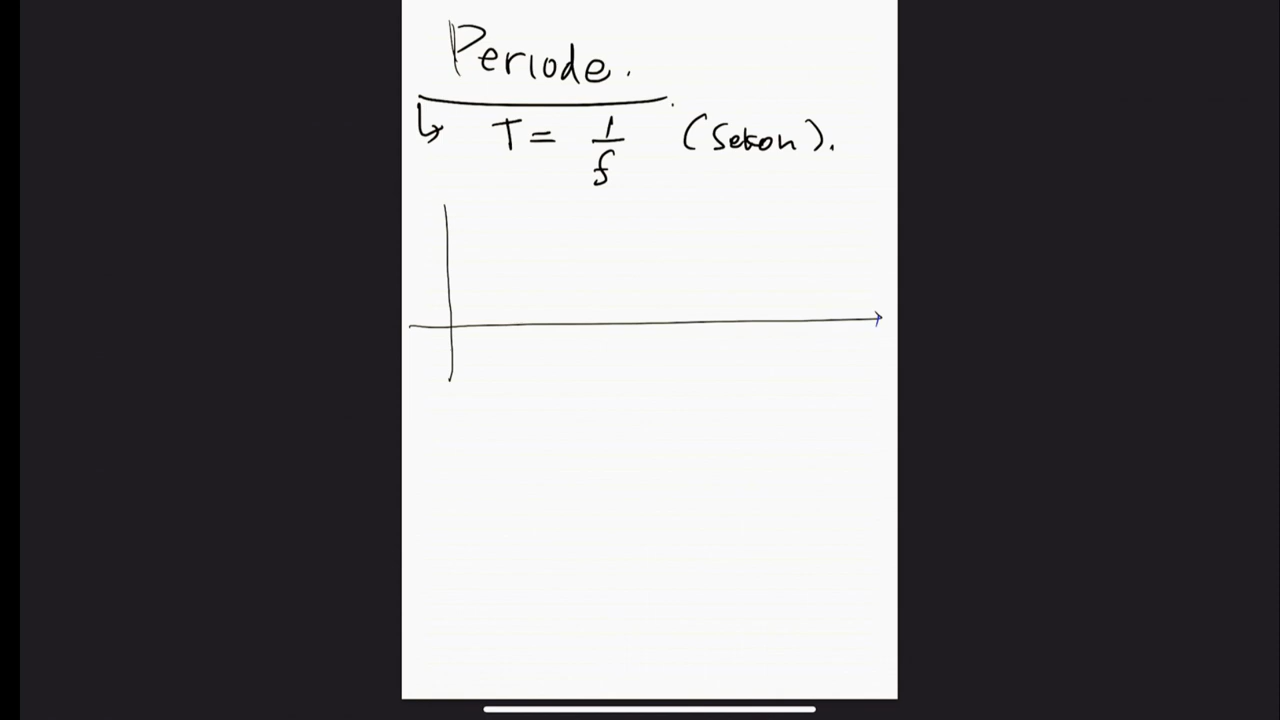 Periode.
↳ T = 1/f (Sekon).